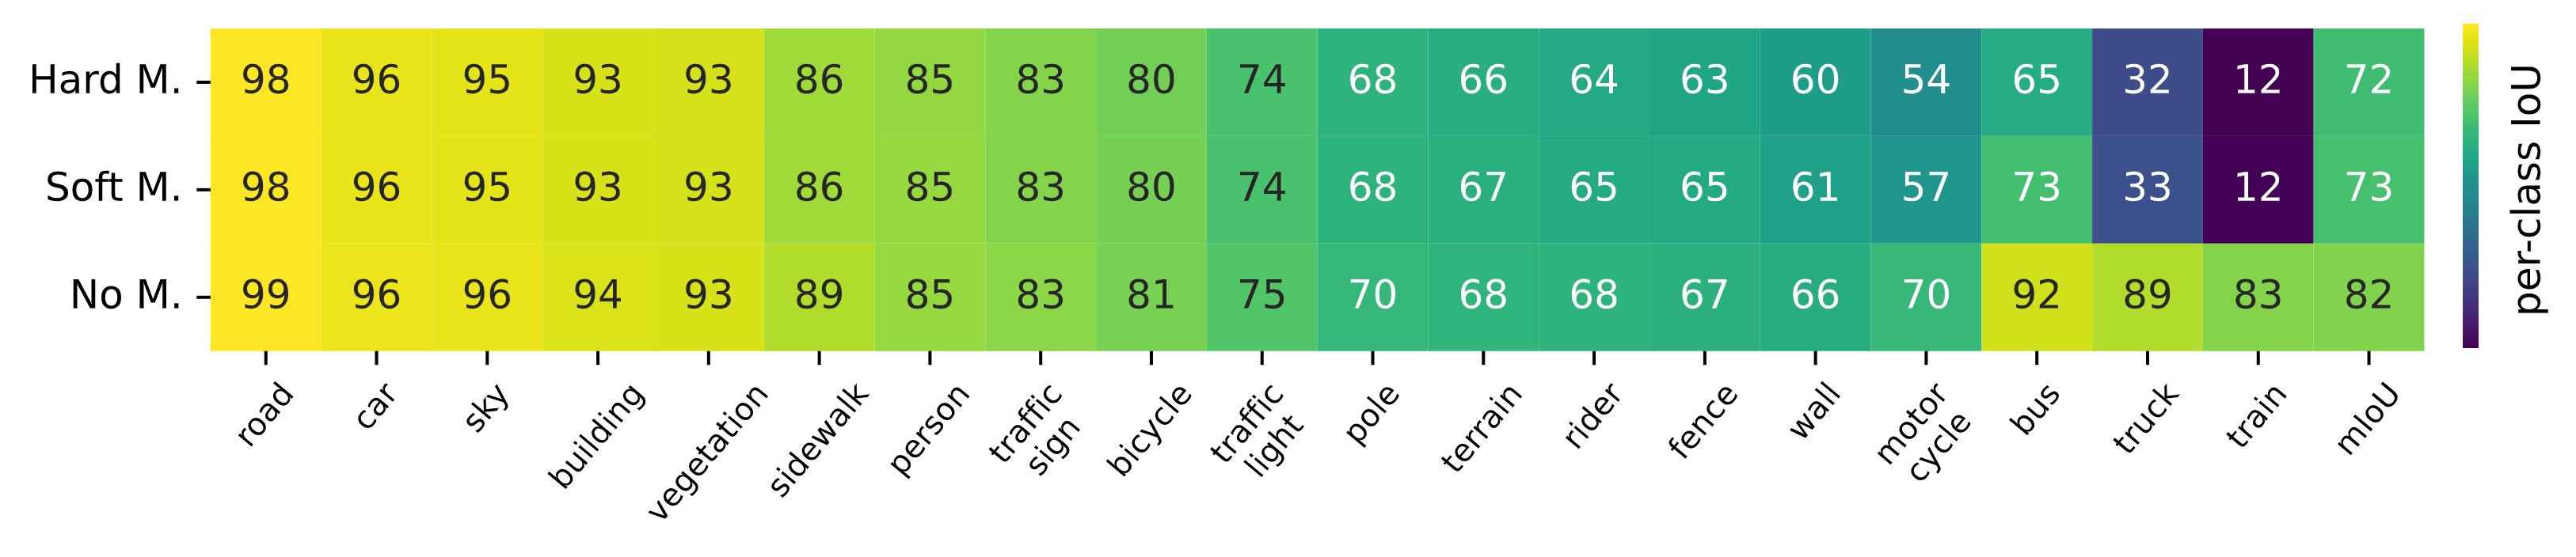 Hard M. 98 96 95 93 93 86 85 83 80 74 68 66 64 63 60 54 65 32 12 72
Soft M. 98 96 95 93 93 86 85 83 80 74 68 67 65 65 61 57 73 33 12 73
No M. 99 96 96 94 93 89 85 83 81 75 70 68 68 67 66 70 92 89 83 82
road
car
sky
building
vegetation
sidewalk
person
traffic
sign
bicycle
traffic
light
pole
terrain
rider
fence
wall
motor
cycle
bus
truck
train
mIoU
per-class IoU